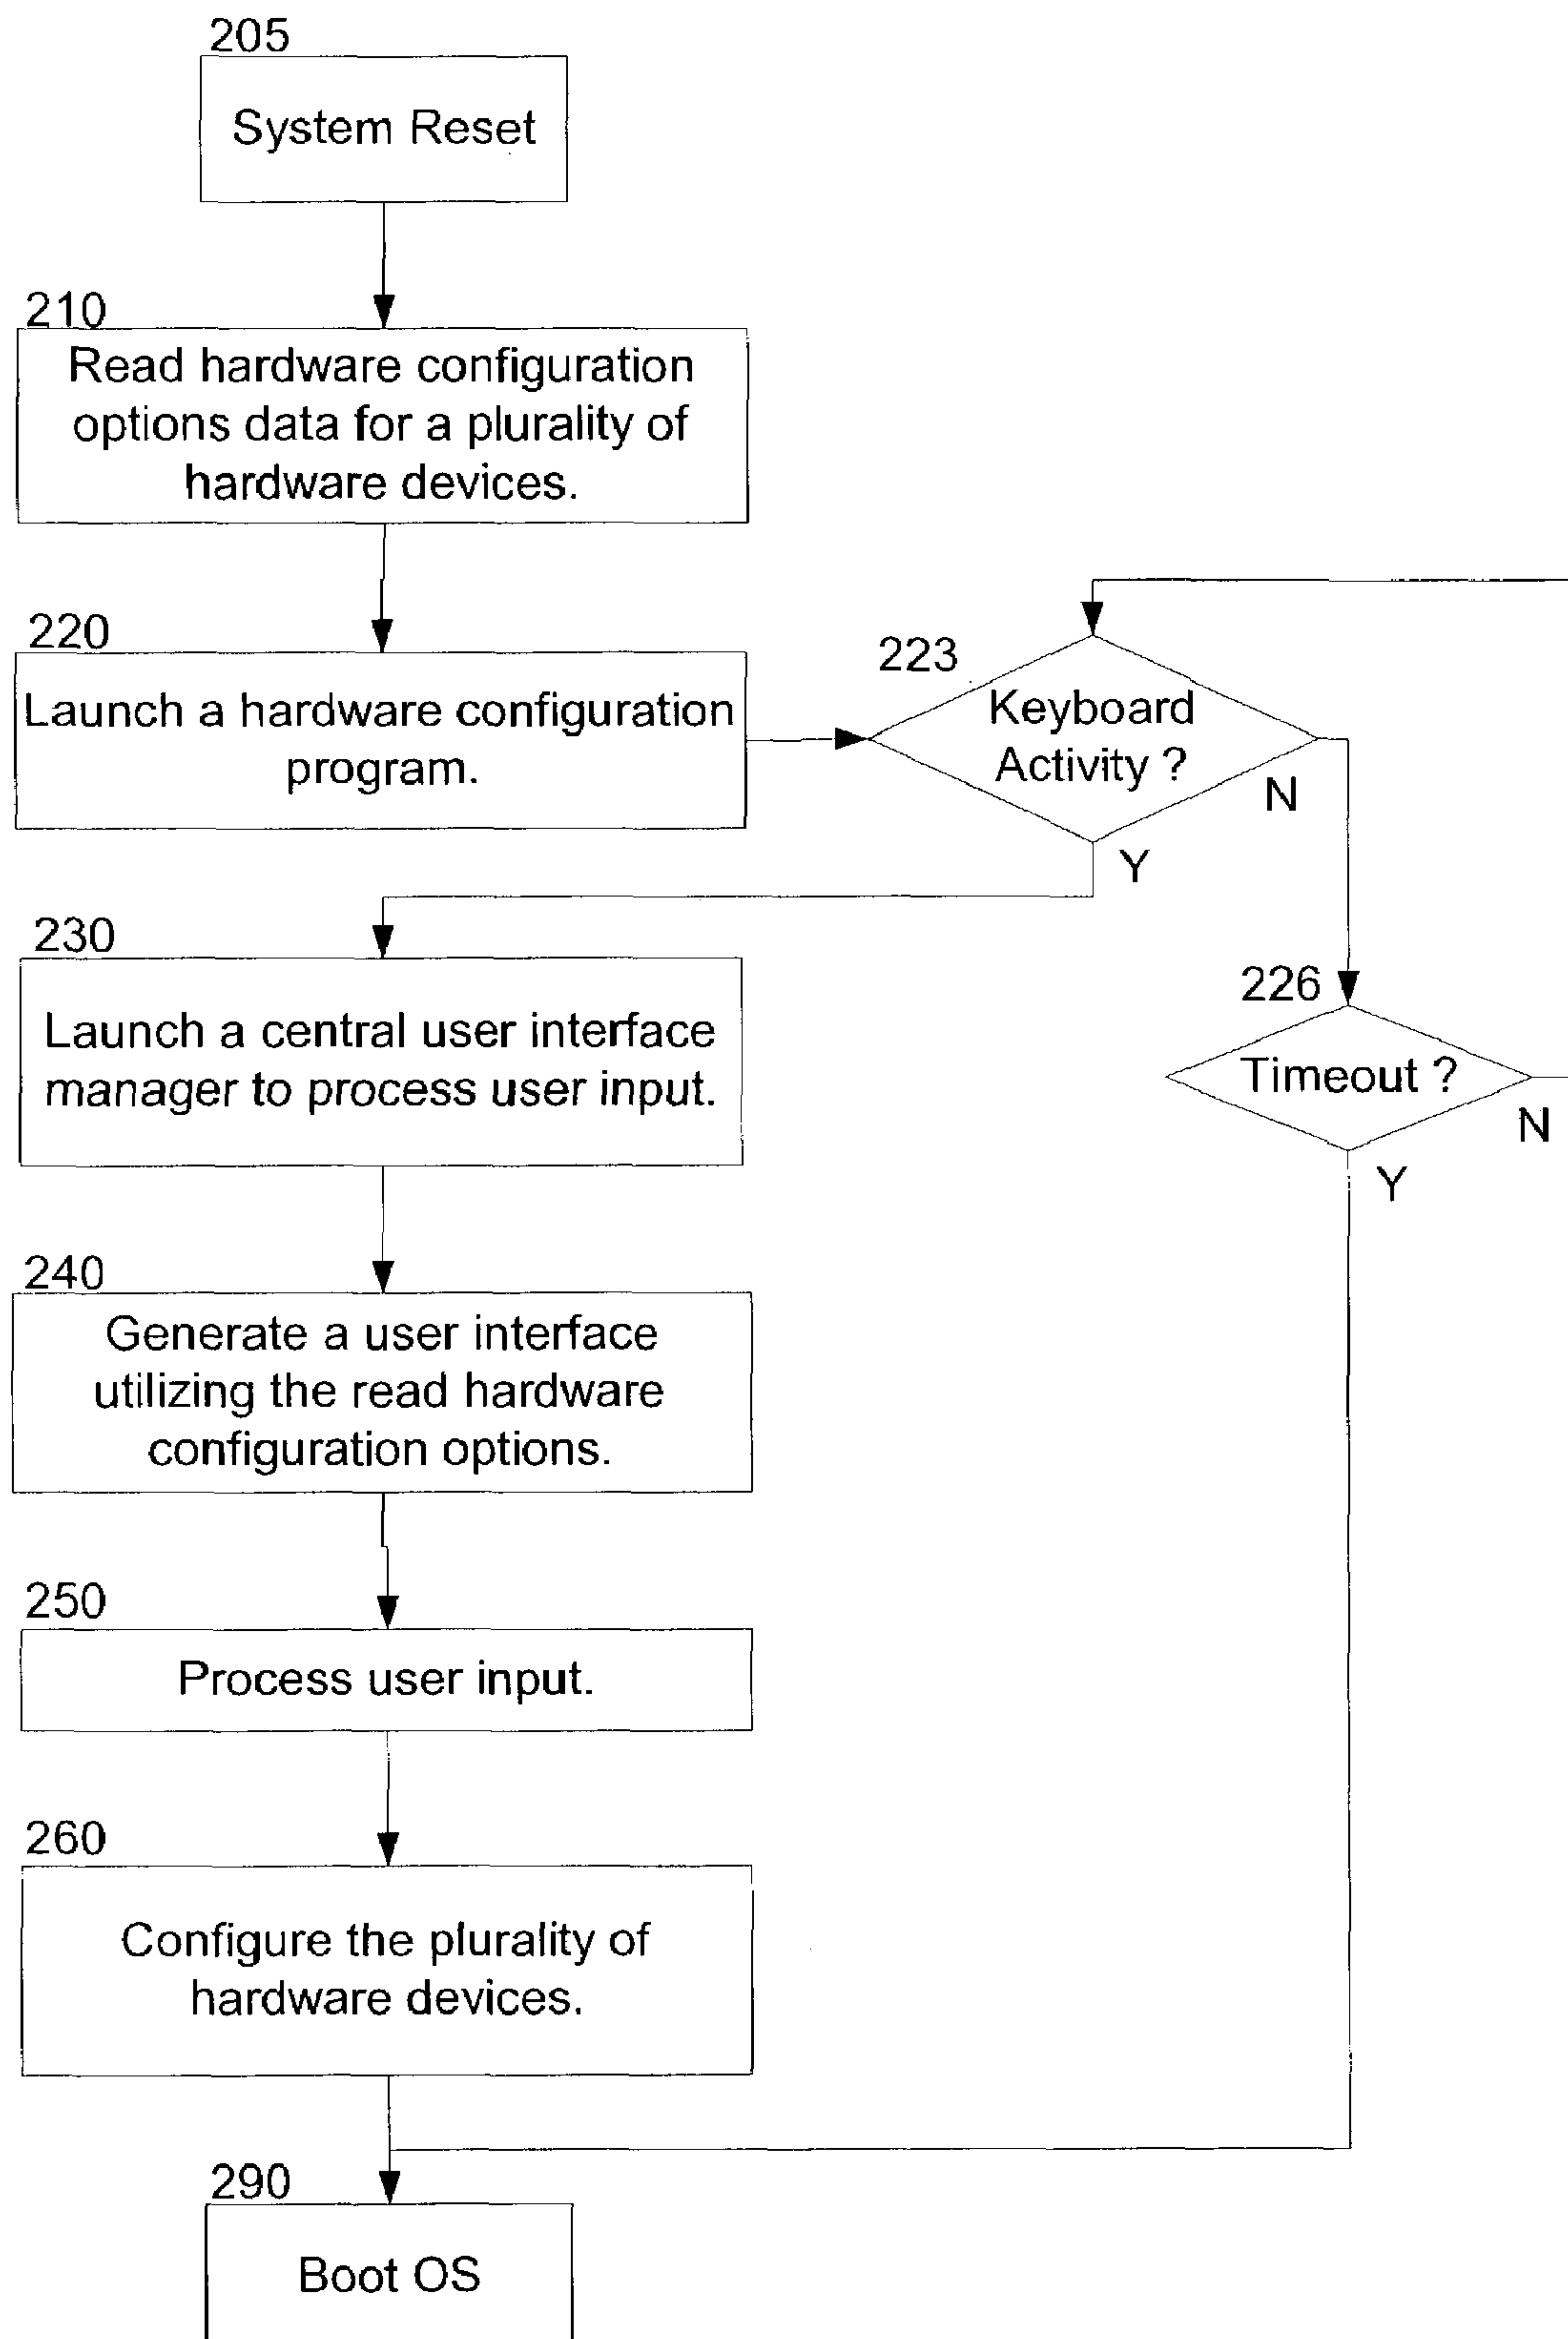 205
System Reset
210
Read hardware configuration
options data for a plurality of
hardware devices.
220
Launch a hardware configuration
program.
223
Keyboard
Activity ?
N
Y
226
Timeout ?
N
Y
230
Launch a central user interface
manager to process user input.
240
Generate a user interface
utilizing the read hardware
configuration options.
250
Process user input.
260
Configure the plurality of
hardware devices.
290
Boot OS